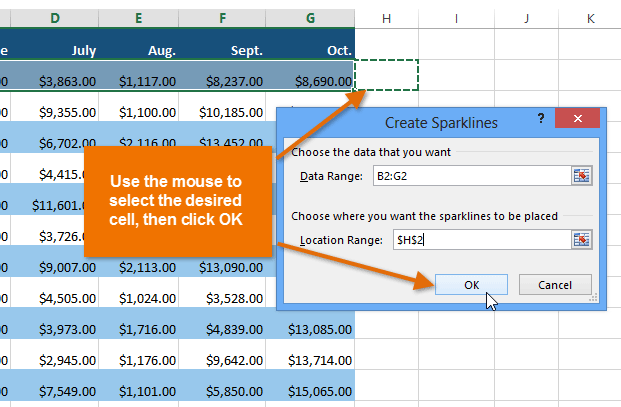 D E F G H I J K
e July Aug. Sept. Oct.
00 $3,863.00 $1,117.00 $8,237.00 $8,690.00
00 $9,355.00 $1,100.00 $10,185.00
00 $6,702.00 $2,116.00 $13,452.00
00 $4,415.
00 $11,601.
00 $3,726.
00 $9,007.00 $2,113.00 $13,090.00
00 $4,505.00 $1,024.00 $3,528.00
00 $3,973.00 $1,716.00 $4,839.00 $13,085.00
00 $2,945.00 $1,176.00 $9,642.00 $13,714.00
00 $7,549.00 $1,101.00 $5,850.00 $15,065.00
Use the mouse to
select the desired
cell, then click OK
Create Sparklines ? x
Choose the data that you want
Data Range: B2:G2
Choose where you want the sparklines to be placed
Location Range: $H$2
OK Cancel